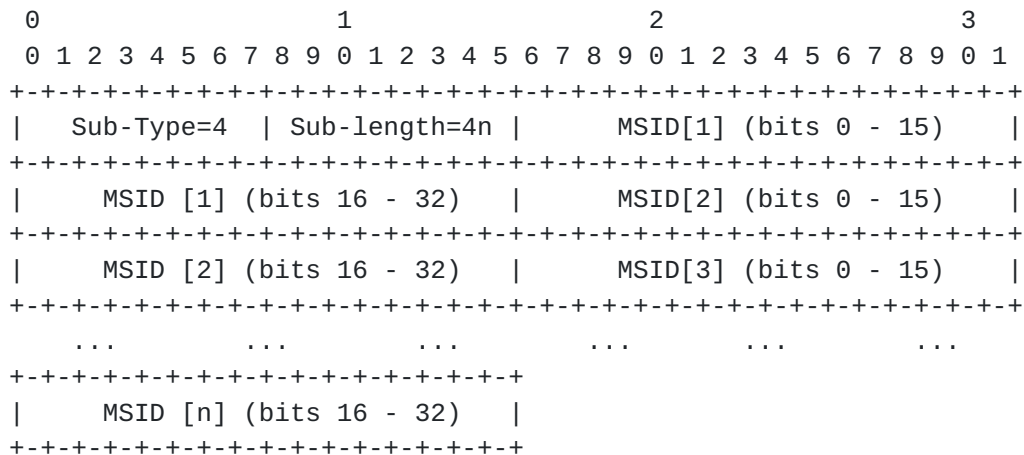 0                   1                   2                   3
 0 1 2 3 4 5 6 7 8 9 0 1 2 3 4 5 6 7 8 9 0 1 2 3 4 5 6 7 8 9 0 1
+-+-+-+-+-+-+-+-+-+-+-+-+-+-+-+-+-+-+-+-+-+-+-+-+-+-+-+-+-+-+-+-+
|   Sub-Type=4  | Sub-length=4n |      MSID[1] (bits 0 - 15)    |
+-+-+-+-+-+-+-+-+-+-+-+-+-+-+-+-+-+-+-+-+-+-+-+-+-+-+-+-+-+-+-+-+
|     MSID [1] (bits 16 - 32)   |      MSID[2] (bits 0 - 15)    |
+-+-+-+-+-+-+-+-+-+-+-+-+-+-+-+-+-+-+-+-+-+-+-+-+-+-+-+-+-+-+-+-+
|     MSID [2] (bits 16 - 32)   |      MSID[3] (bits 0 - 15)    |
+-+-+-+-+-+-+-+-+-+-+-+-+-+-+-+-+-+-+-+-+-+-+-+-+-+-+-+-+-+-+-+-+
    ...        ...        ...        ...       ...        ...
+-+-+-+-+-+-+-+-+-+-+-+-+-+-+-+-+
|     MSID [n] (bits 16 - 32)   |
+-+-+-+-+-+-+-+-+-+-+-+-+-+-+-+-+